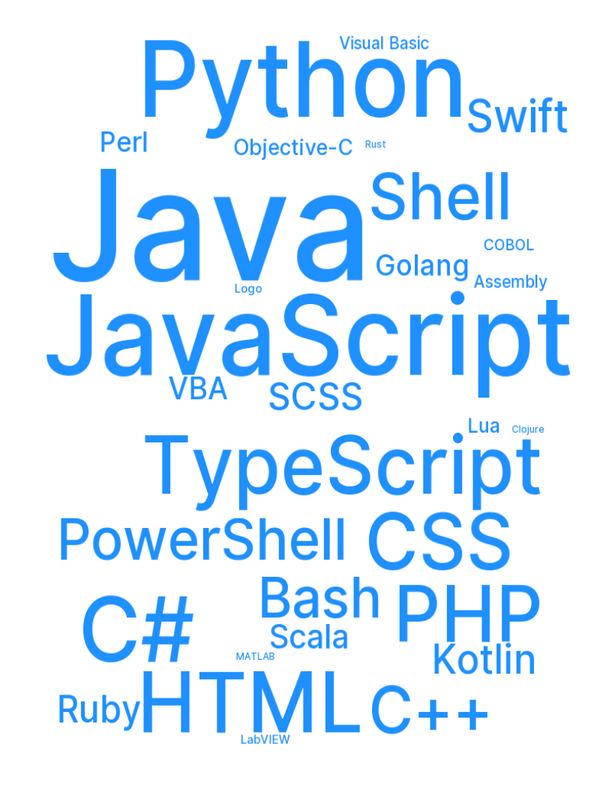 Visual Basic
Python
Swift
Perl
Objective-C
Rust
Java
Shell
COBOL
Golang
Assembly
Logo
JavaScript
VBA
SCSS
Lua
Clojure
TypeScript
PowerShell
CSS
Bash
PHP
C#
Scala
MATLAB
Kotlin
Ruby
HTML
C++
LabVIEW